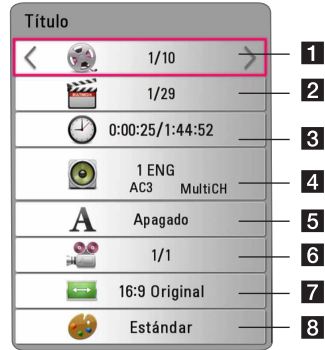 Título
1/10
1
1/29
2
0:00:25/1:44:52
3
1 ENG
AC3 MultiCH
4
A Apagado
5
1/1
6
16:9 Original
7
Estándar
8